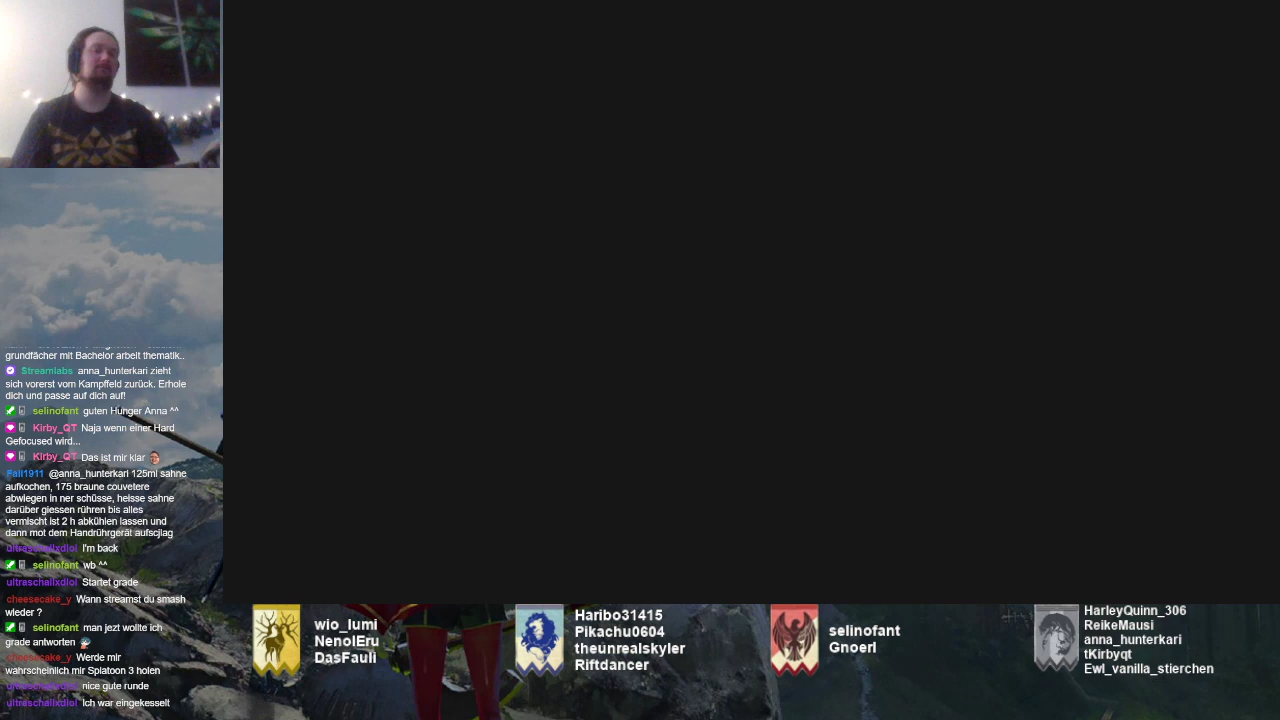 grundfächer mit Bachelor arbeit thematik..
Streamlabs anna_hunterkari zieht
sich vorerst vom Kampffeld zurück. Erhole
dich und passe auf dich auf!
selinofant guten Hunger Anna ^^
Kirby_QT Naja wenn einer Hard
Gefocused wird...
Kirby_QT Das ist mir klar
Fali1911 @anna_hunterkari 125ml sahne
aufkochen, 175 braune couvetere
abwiegen in ner schüsse, heisse sahne
darüber giessen rühren bis alles
vermischt ist 2 h abkühlen lassen und
dann mot dem Handrührgerät aufscjlag
ultraschallxdlol I'm back
selinofant wb ^^
ultraschallxdlol Startet grade
cheesecake_y Wann streamst du smash
wieder ?
selinofant man jezt wollte ich
grade antworten
cheesecake_y Werde mir
wahrscheinlich mir Splatoon 3 holen
ultraschallxdlol nice gute runde
ultraschallxdlol Ich war eingekesselt
wio_lumi
NenolEru
DasFauli
Haribo31415
Pikachu0604
theunrealskyler
Riftdancer
selinofant
Gnoerl
HarleyQuinn_306
ReikeMausi
anna_hunterkari
tKirbyqt
Ewl_vanilla_stierchen